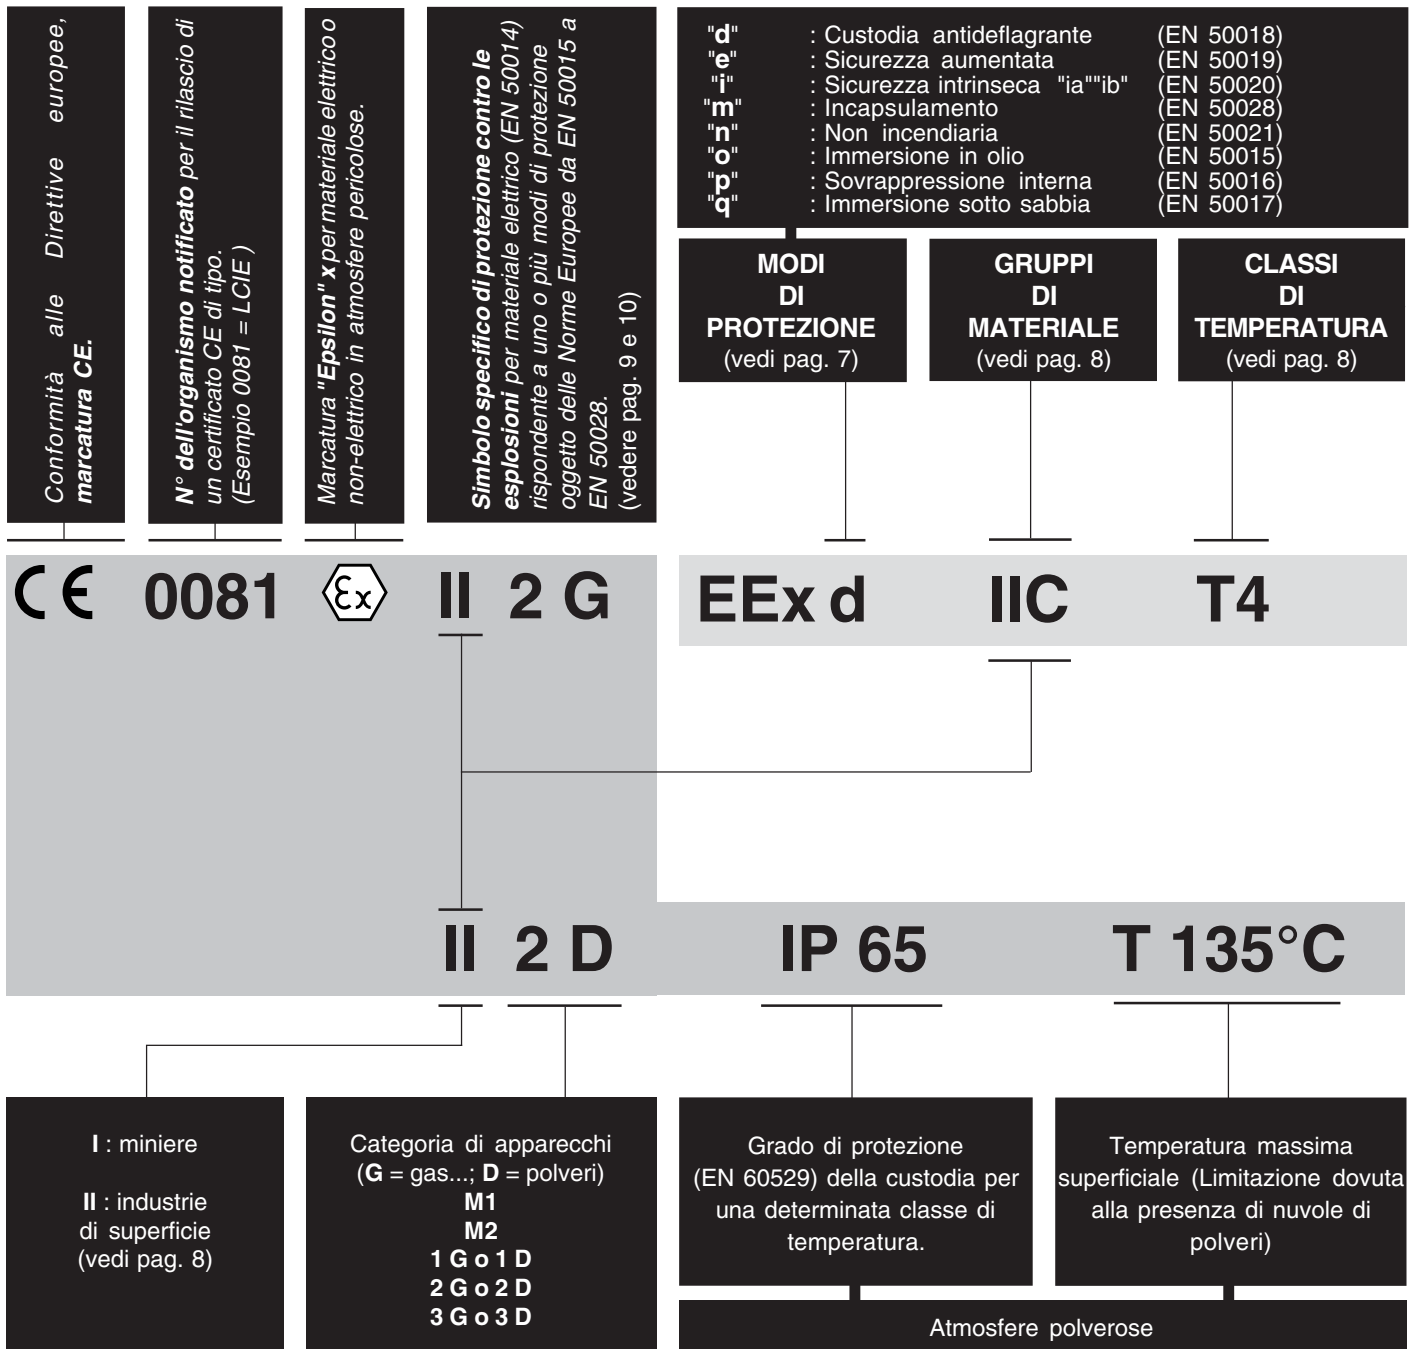 Conformità alle Direttive europee,
marcatura CE.
N° dell'organismo notificato per il rilascio di
un certificato CE di tipo.
(Esempio 0081 = LCIE )
Marcatura "Epsilon" x per materiale elettrico o
non-elettrico in atmosfere pericolose.
Simbolo specifico di protezione contro le
esplosioni per materiale elettrico (EN 50014)
rispondente a uno o più modi di protezione
oggetto delle Norme Europee da EN 50015 a
EN 50028.
(vedere pag. 9 e 10)
"d" : Custodia antideflagrante (EN 50018)
"e" : Sicurezza aumentata (EN 50019)
"i" : Sicurezza intrinseca "ia""ib" (EN 50020)
"m" : Incapsulamento (EN 50028)
"n" : Non incendiaria (EN 50021)
"o" : Immersione in olio (EN 50015)
"p" : Sovrappressione interna (EN 50016)
"q" : Immersione sotto sabbia (EN 50017)
MODI
DI
PROTEZIONE
(vedi pag. 7)
GRUPPI
DI
MATERIALE
(vedi pag. 8)
CLASSI
DI
TEMPERATURA
(vedi pag. 8)
CE 0081 εx II 2 G EEx d IIC T4
II 2 D IP 65 T 135°C
I : miniere
II : industrie
di superficie
(vedi pag. 8)
Categoria di apparecchi
(G = gas...; D = polveri)
M1
M2
1 G o 1 D
2 G o 2 D
3 G o 3 D
Grado di protezione
(EN 60529) della custodia per
una determinata classe di
temperatura.
Temperatura massima
superficiale (Limitazione dovuta
alla presenza di nuvole di
polveri)
Atmosfere polverose